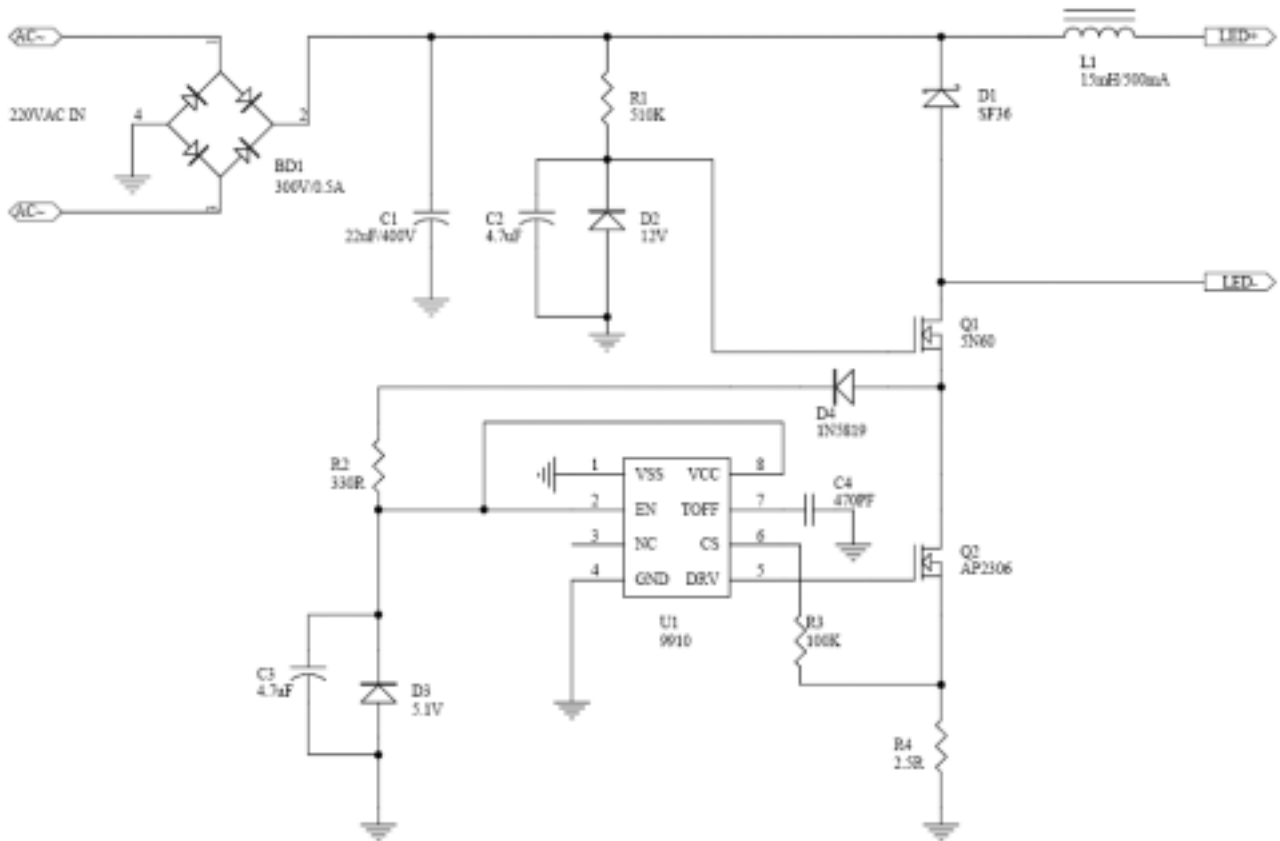 AC~
220VAC IN
4
2
BD1
300V/0.5A
AC~
C1
22uF/400V
R1
510K
C2
4.7uF
D2
12V
D1
SF36
L1
15mH/500mA
LED+
LED-
Q1
5N60
D4
1N5819
R2
330R
1
2
3
4
VSS
EN
NC
GND
VCC
TOFF
CS
DRV
8
7
6
5
U1
9910
C4
470PF
Q2
AP2306
R3
100K
C3
4.7uF
D3
5.1V
R4
2.5R